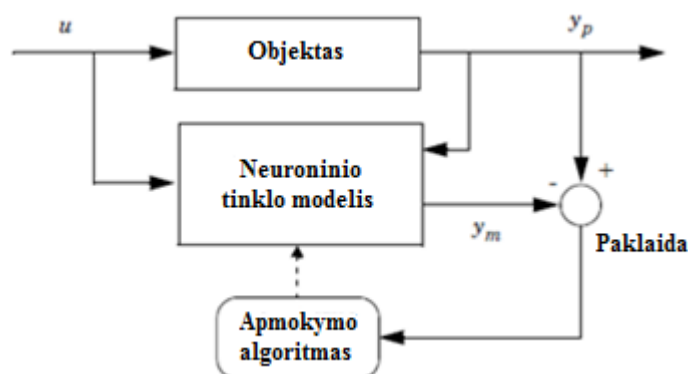 u
Objektas
y_p
Neuroninio
tinklo modelis
- +
y_m
Paklaida
Apmokymo
algoritmas